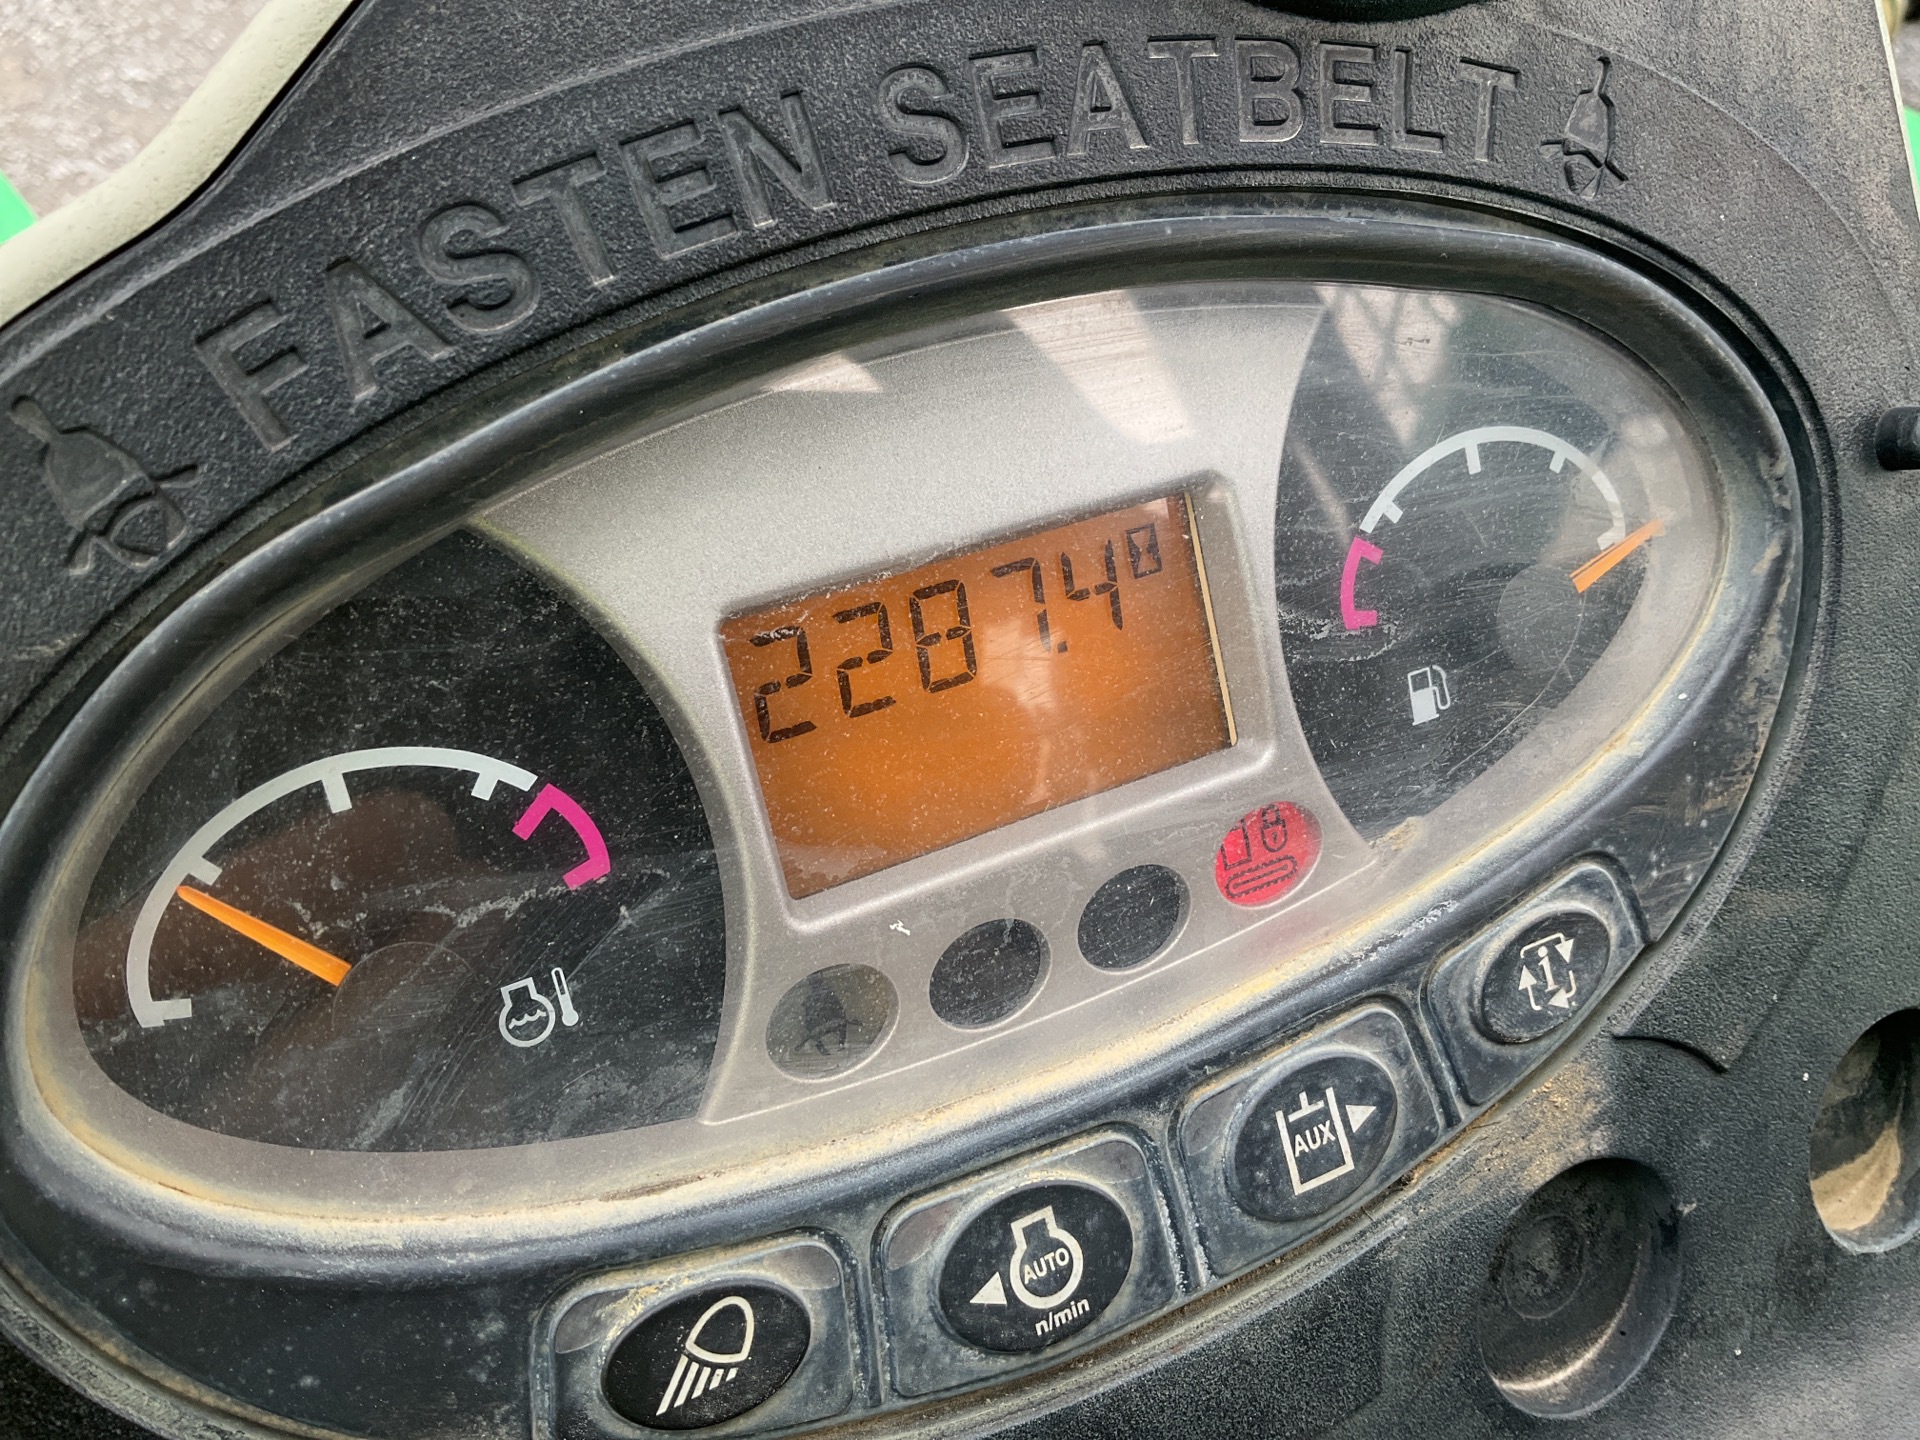 FASTEN SEATBELT
2287.4
i
AUX
AUTO
n/min